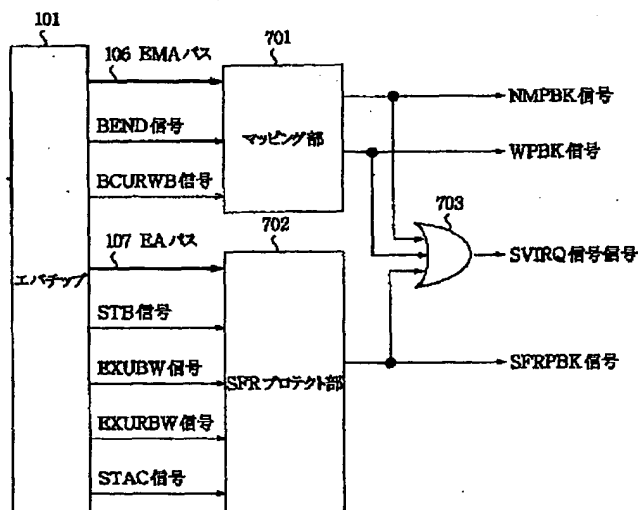 101
106 EMAバス
701
BEND信号
マッピング部
BCURWB信号
NMPBK信号
WPBK信号
703
SVIRQ信号信号
107 EAバス
702
エバチップ
STB信号
EXUBW信号
SFRプロテクト部
SFRPBK信号
EXURBW信号
STAC信号